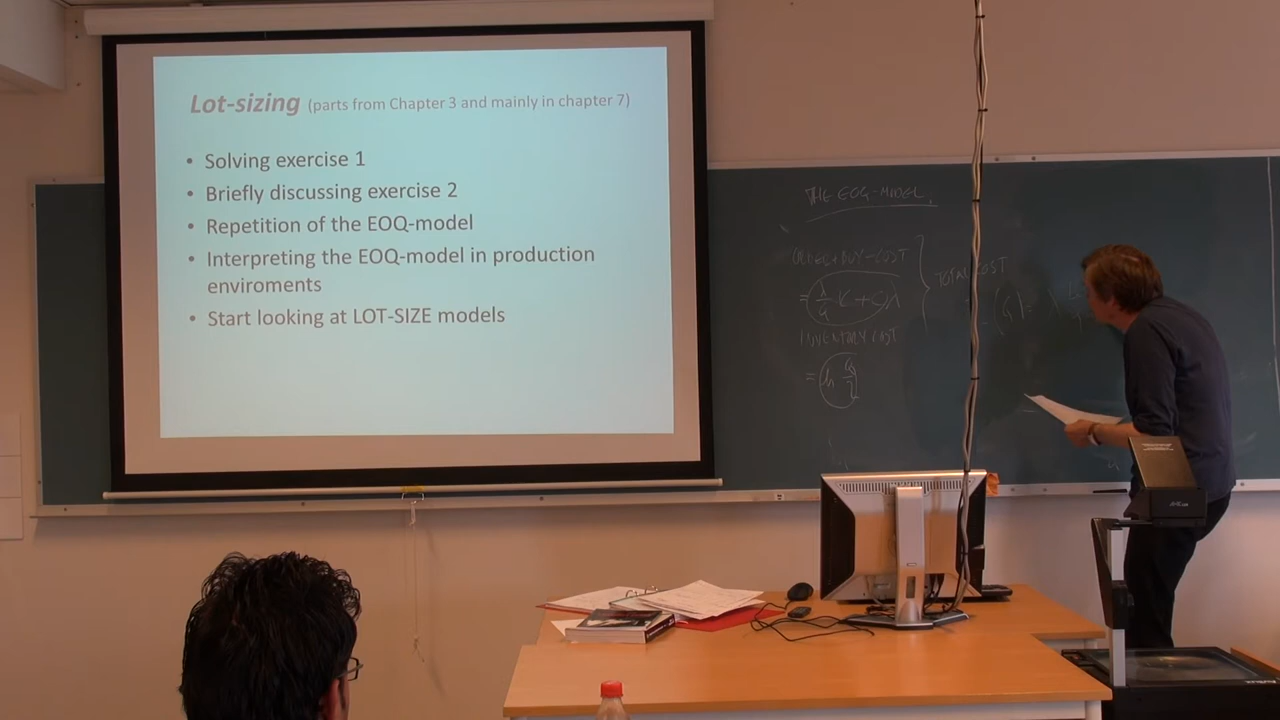 Lot-sizing (parts from Chapter 3 and mainly in chapter 7)
• Solving exercise 1
• Briefly discussing exercise 2
• Repetition of the EOQ-model
• Interpreting the EOQ-model in production
enviroments
• Start looking at LOT-SIZE models
THE EOQ-MODEL
BUY-COST
TOTAL COST
INVENTORY COST